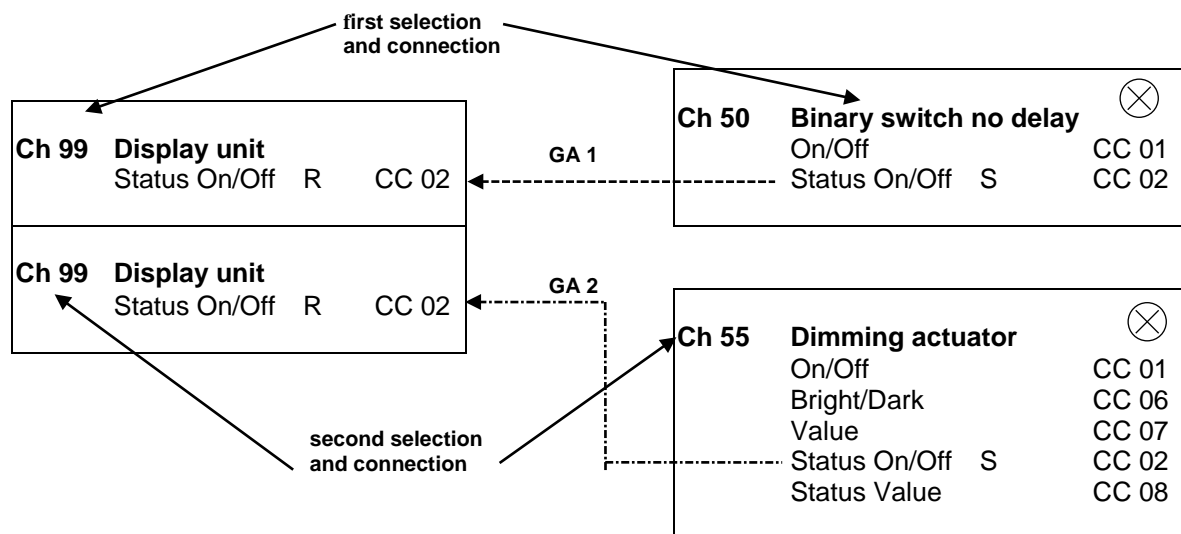 first selection
and connection
Ch 99 Display unit
Status On/Off R CC 02
GA 1
Ch 50 Binary switch no delay
On/Off CC 01
Status On/Off S CC 02
Ch 99 Display unit
Status On/Off R CC 02
GA 2
Ch 55 Dimming actuator
On/Off CC 01
Bright/Dark CC 06
Value CC 07
Status On/Off S CC 02
Status Value CC 08
second selection
and connection